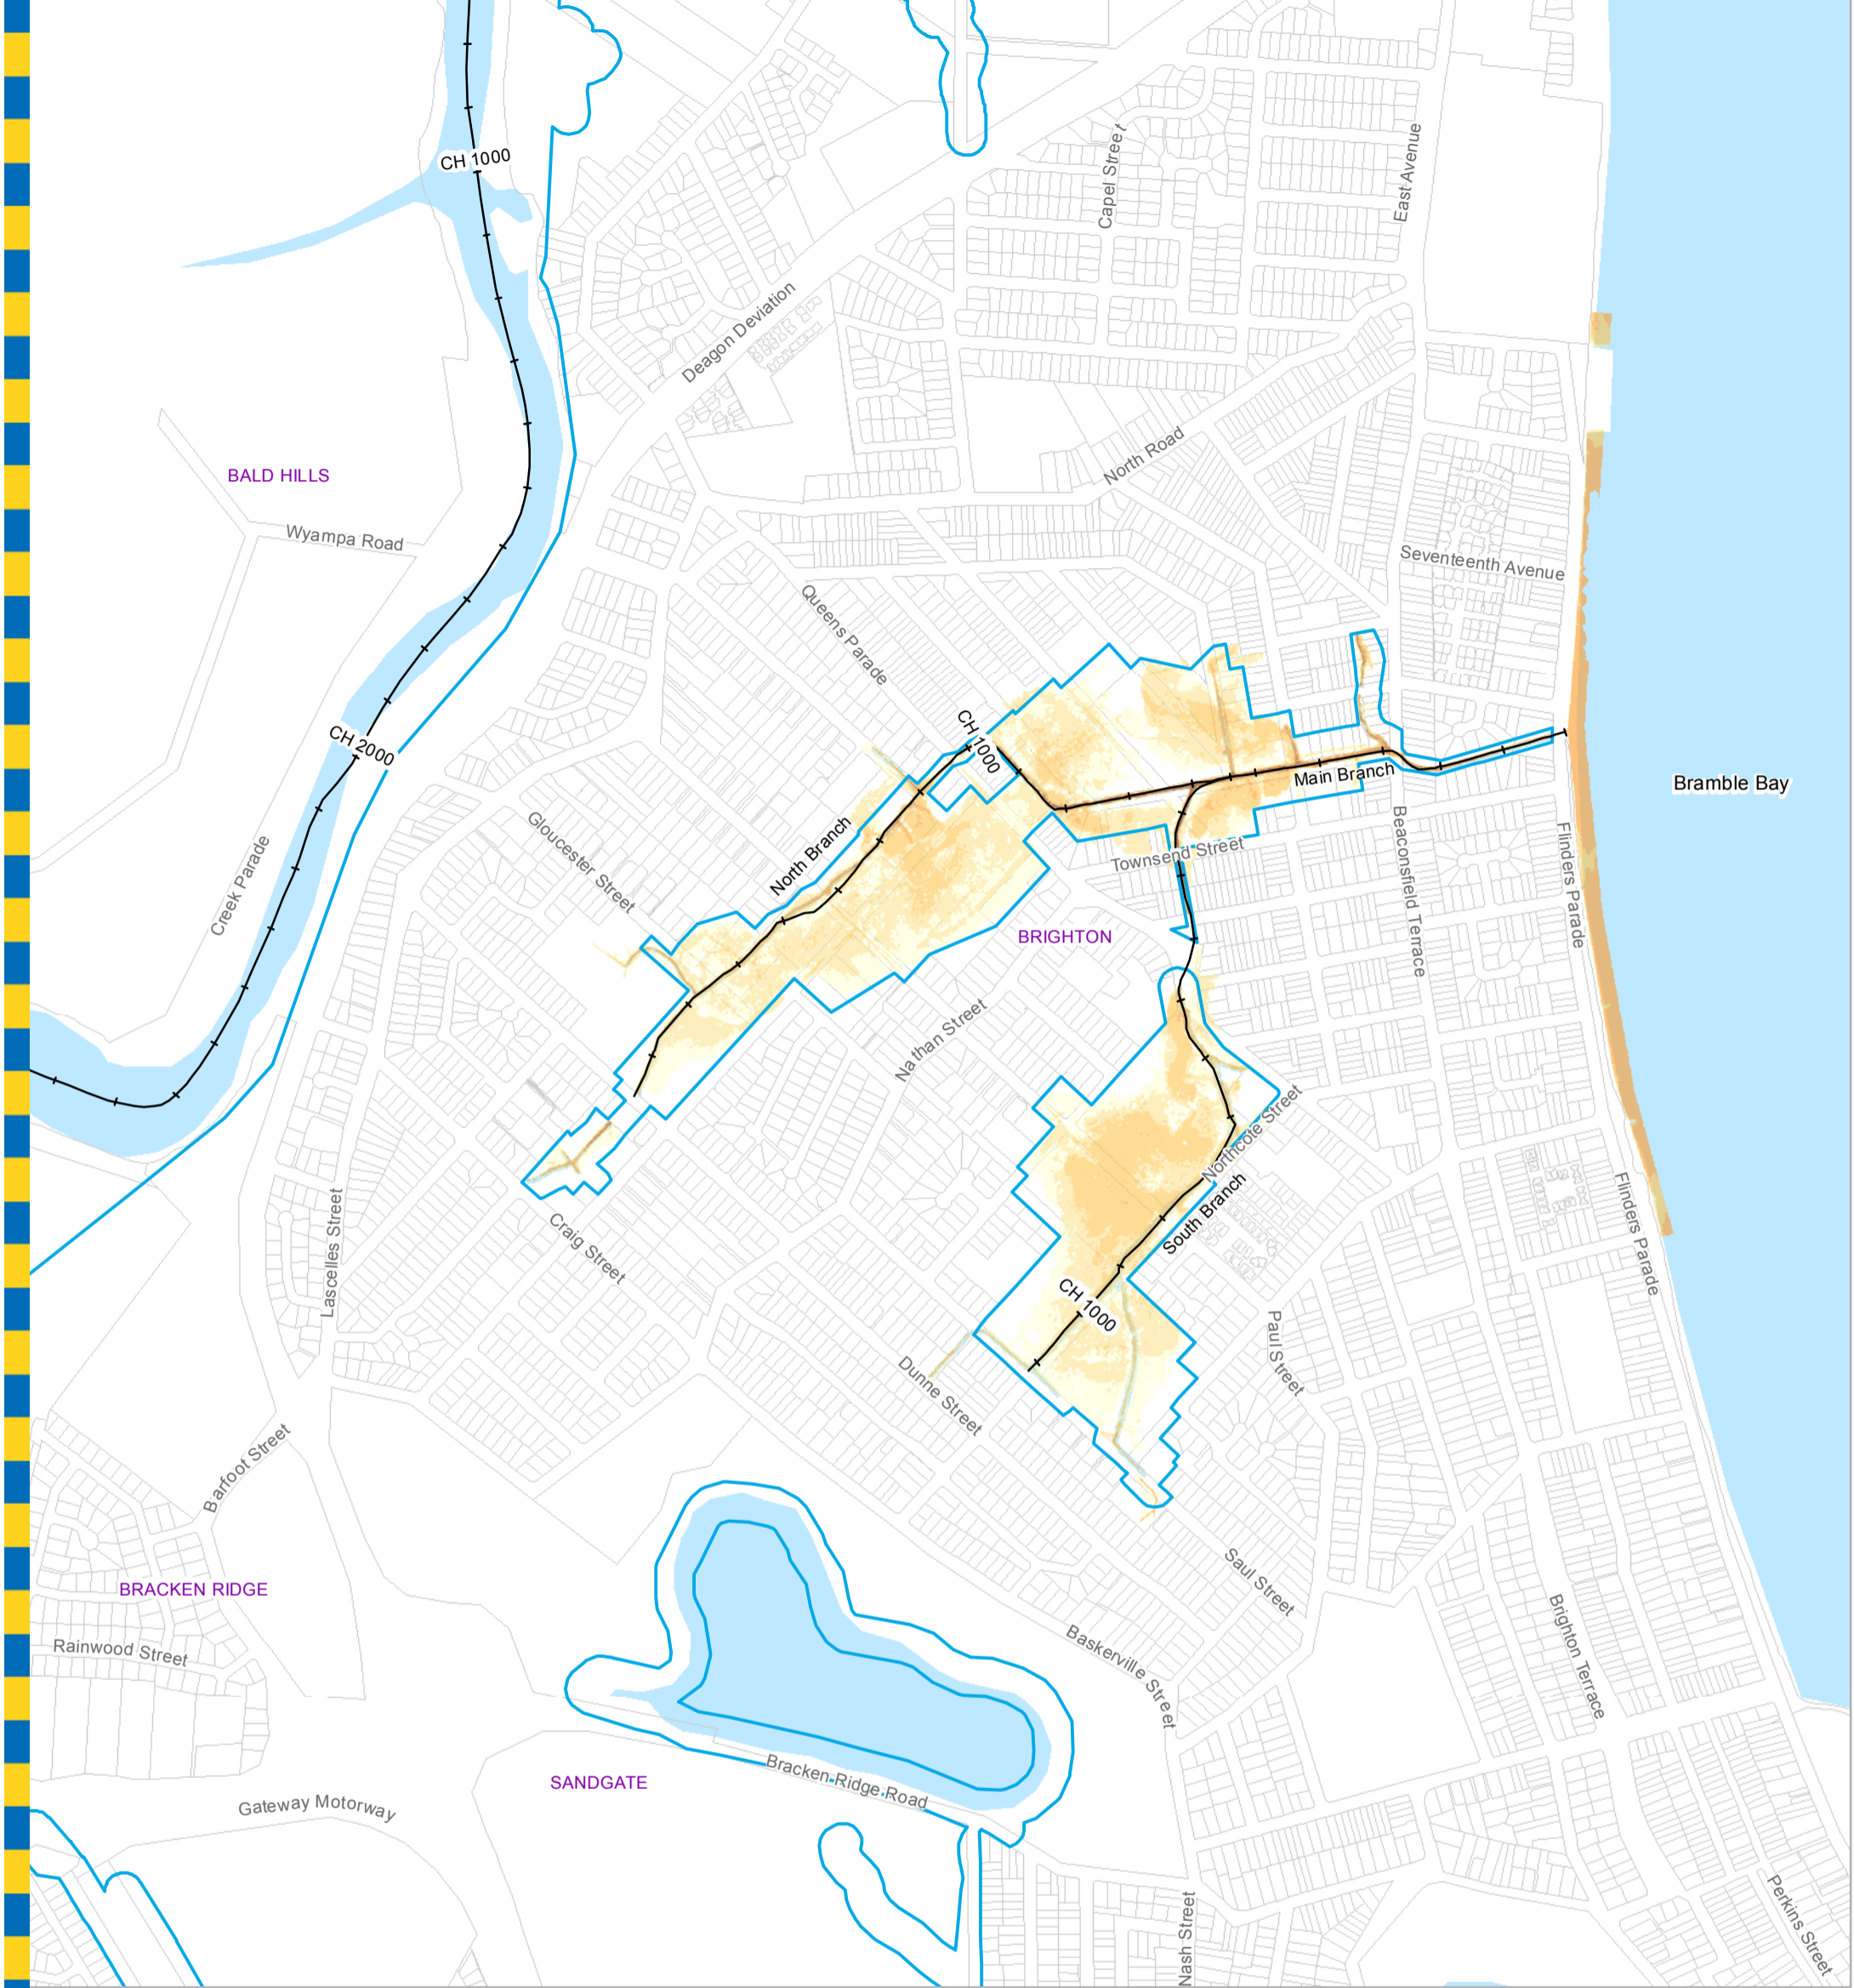 CH 1000
Capel Street
East Avenue
Deagon Deviation
North Road
BALD HILLS
Wyampa Road
Seventeenth Avenue
Queens Parade
CH 1000
CH 2000
Main Branch
Bramble Bay
Gloucester Street
North Branch
Townsend Street
Beaconsfield Terrace
Flinders Parade
Creek Parade
BRIGHTON
Nathan Street
Northcote Street
South Branch
Lascelles Street
Craig Street
Flinders Parade
CH 1000
Paul Street
Dunne Street
Barfoot Street
Saul Street
BRACKEN RIDGE
Rainwood Street
Baskerville Street
Brighton Terrace
SANDGATE
Bracken Ridge Road
Gateway Motorway
Nash Street
Perkins Street